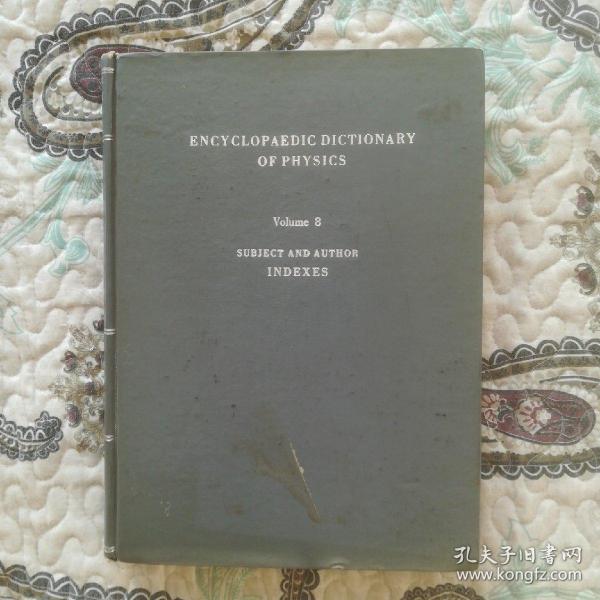 ENCYCLOPAEDIC DICTIONARY
OF PHYSICS
Volume 8
SUBJECT AND AUTHOR
INDEXES
孔夫子旧书网
www.kongfz.com